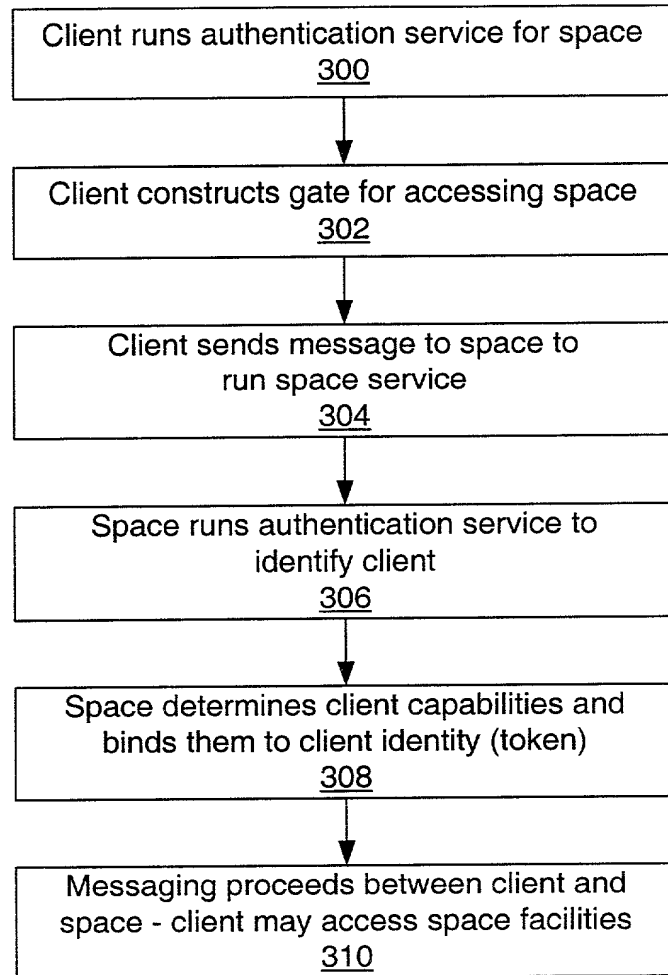 Client runs authentication service for space
300
Client constructs gate for accessing space
302
Client sends message to space to
run space service
304
Space runs authentication service to
identify client
306
Space determines client capabilities and
binds them to client identity (token)
308
Messaging proceeds between client and
space - client may access space facilities
310